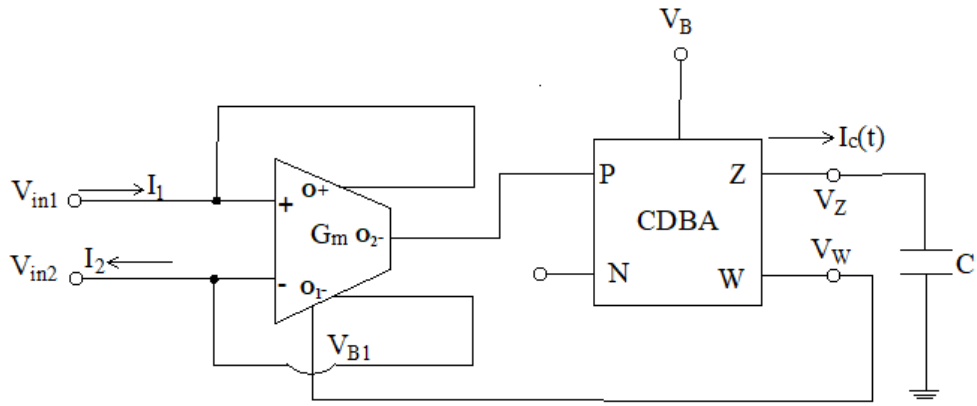 V_B
I_c(t)
V_in1
I_1
+
o+
P
Z
V_Z
G_m o_2-
CDBA
V_in2
I_2
-
o_1-
N
W
V_W
C
V_B1